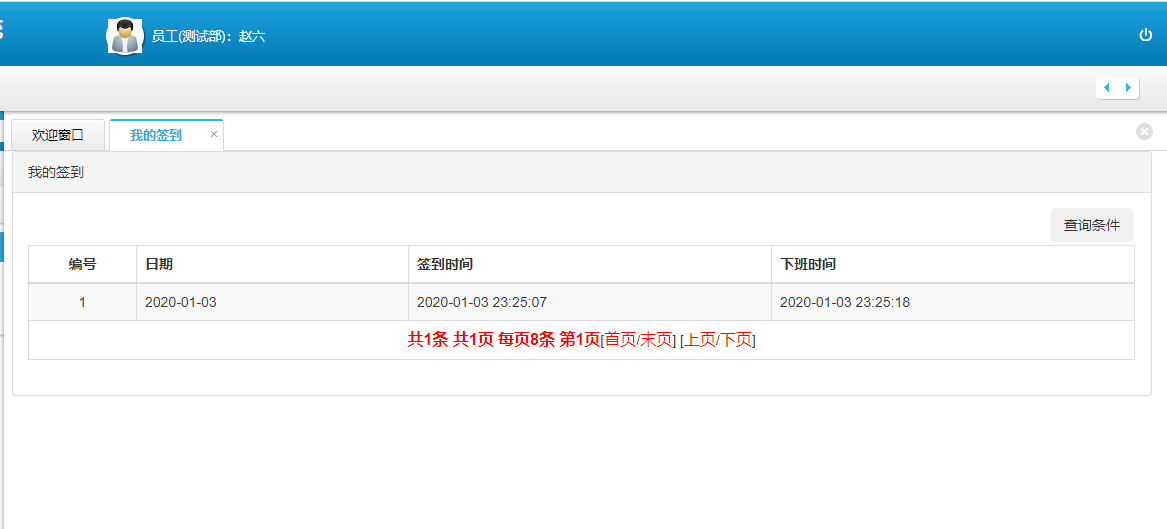 员工(测试部)：赵六
欢迎窗口
我的签到 ×
我的签到
查询条件
编号 日期 签到时间 下班时间
1 2020-01-03 2020-01-03 23:25:07 2020-01-03 23:25:18
共1条 共1页 每页8条 第1页[首页/末页] [上页/下页]